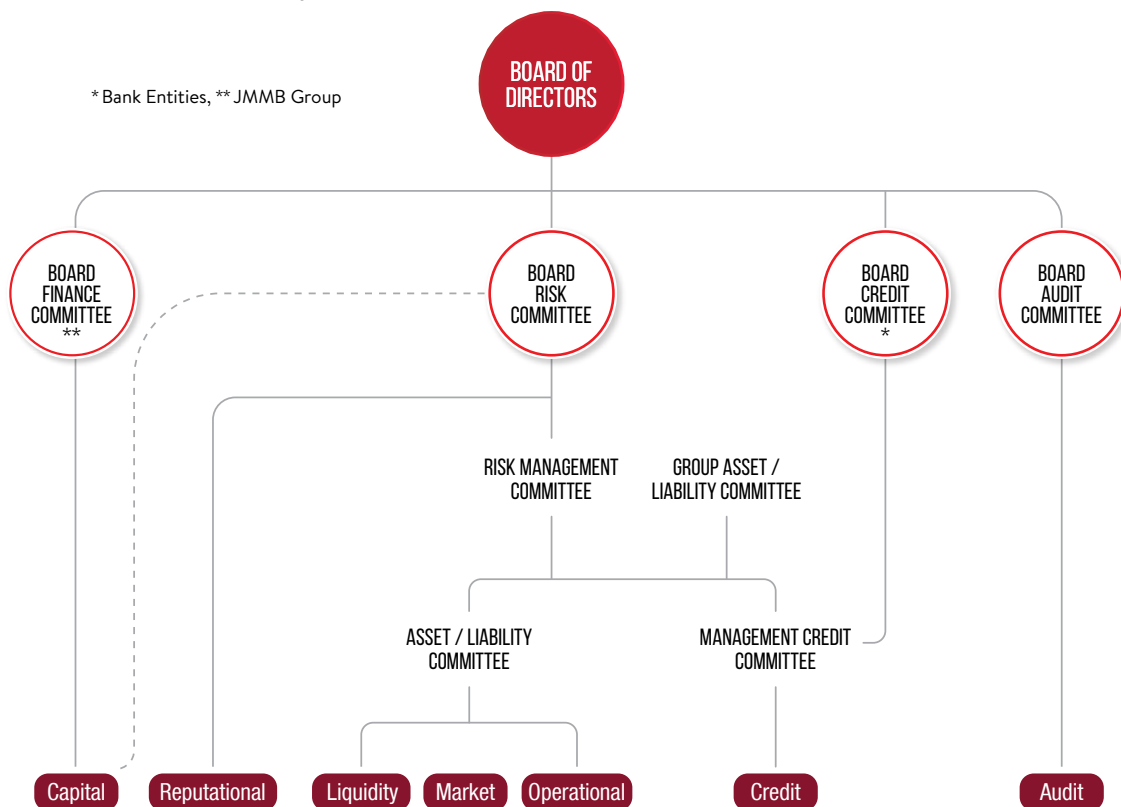 BOARD OF
DIRECTORS
* Bank Entities, ** JMMB Group
BOARD
FINANCE
COMMITTEE
**
BOARD
RISK
COMMITTEE
BOARD
CREDIT
COMMITTEE
*
BOARD
AUDIT
COMMITTEE
RISK MANAGEMENT
COMMITTEE
GROUP ASSET /
LIABILITY COMMITTEE
ASSET / LIABILITY
COMMITTEE
MANAGEMENT CREDIT
COMMITTEE
Capital
Reputational
Liquidity
Market
Operational
Credit
Audit